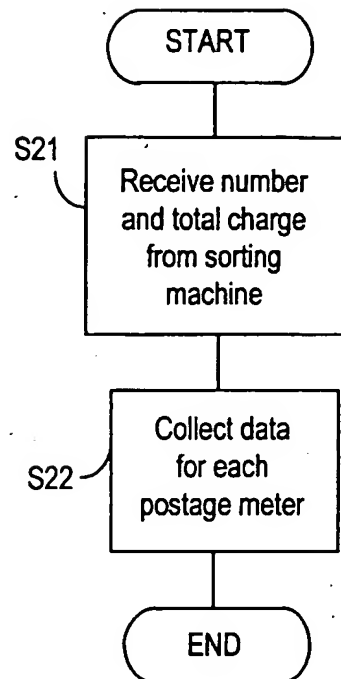 START
S21
Receive number
and total charge
from sorting
machine
S22
Collect data
for each
postage meter
END